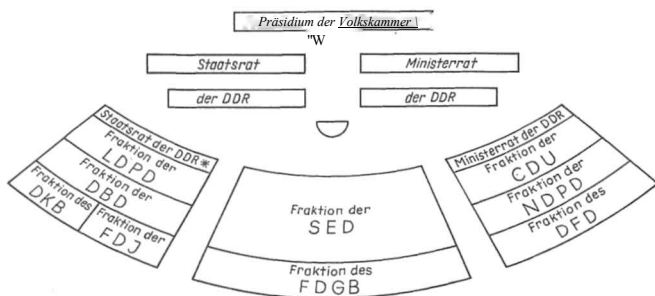 Präsidium der Volkskammer \
"W
Staatsrat
Ministerrat
der DDR
der DDR
Staatsrat der DDR*
Fraktion der
LDPD
Fraktion der
DBD
Fraktion des
DKB
Fraktion der
FDJ
Fraktion der
SED
Fraktion des
FDGB
Ministerrat der DDR
Fraktion der
CDU
Fraktion der
NDPD
Fraktion des
DFD